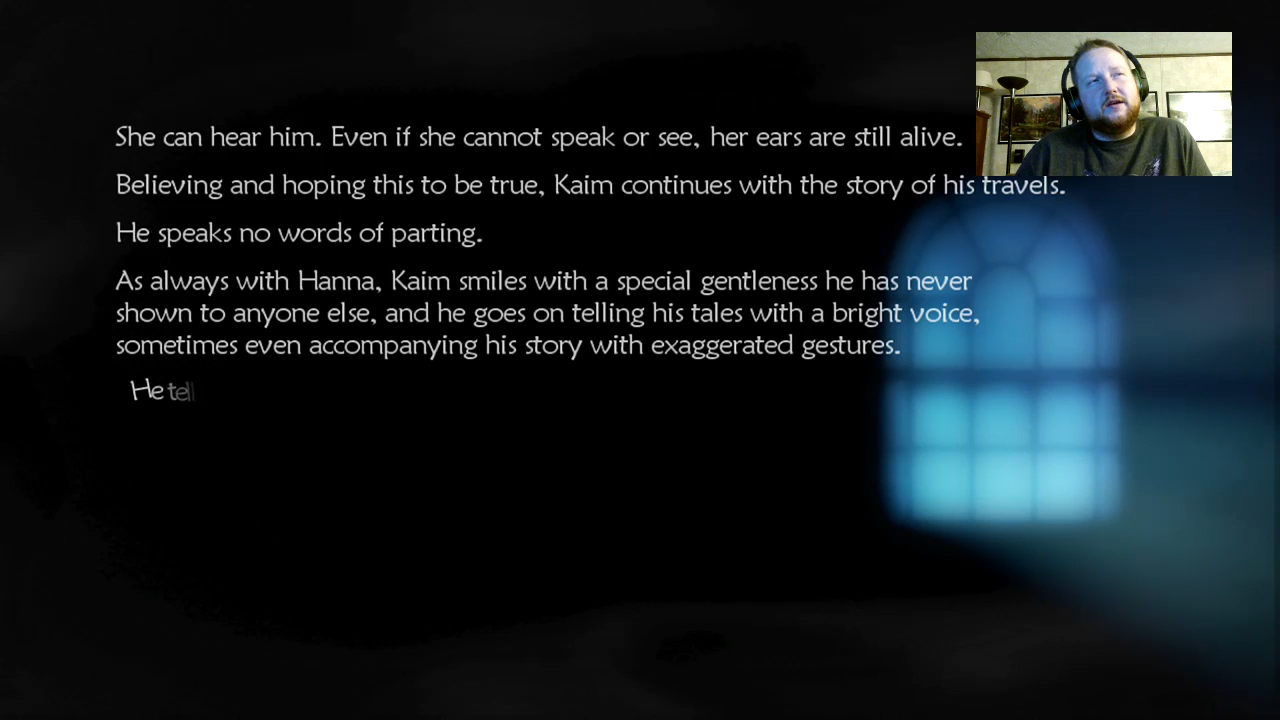 She can hear him. Even if she cannot speak or see, her ears are still alive.
Believing and hoping this to be true, Kaim continues with the story of his travels.
He speaks no words of parting.
As always with Hanna, Kaim smiles with a special gentleness he has never
shown to anyone else, and he goes on telling his tales with a bright voice,
sometimes even accompanying his story with exaggerated gestures.
He tell